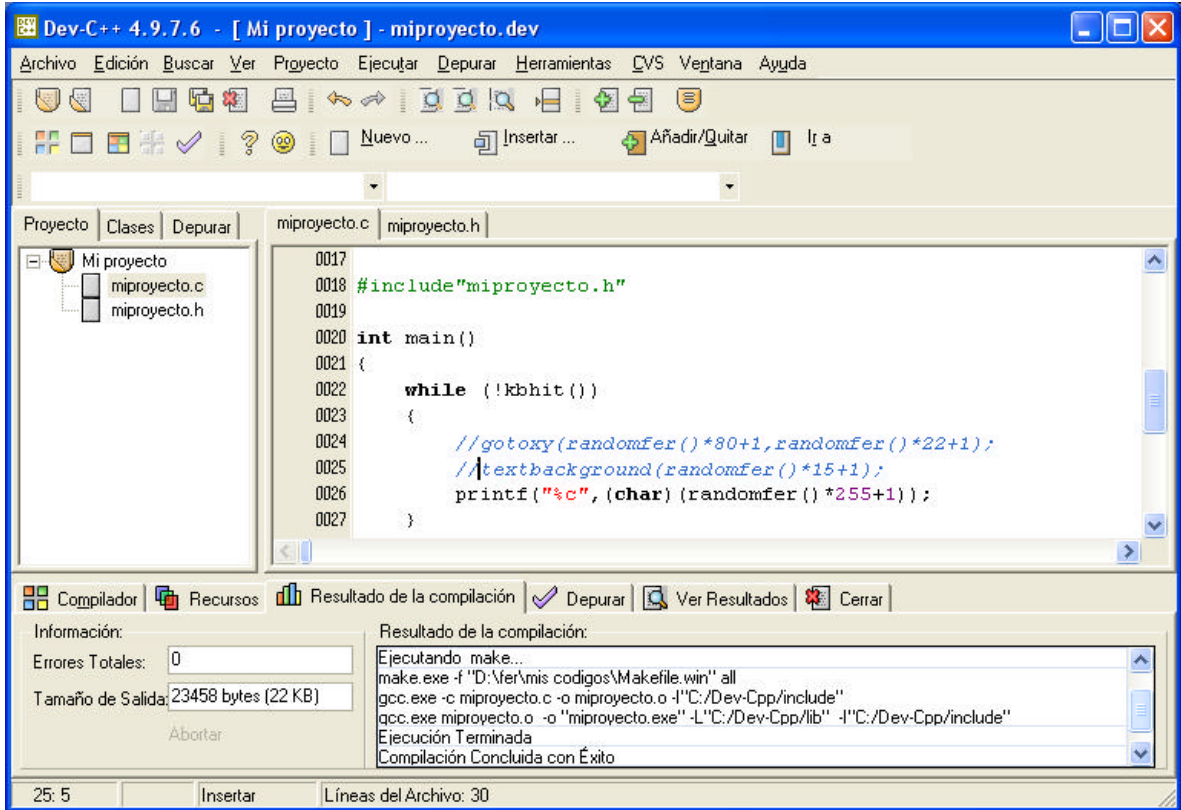 Dev-C++ 4.9.7.6 - [ Mi proyecto ] - miproyecto.dev
Archivo Edición Buscar Ver Proyecto Ejecutar Depurar Herramientas CVS Ventana Ayuda
Nuevo ... Insertar ... Añadir/Quitar Ir a
Proyecto Clases Depurar
Mi proyecto
miproyecto.c
miproyecto.h
miproyecto.c miproyecto.h
0017
0018 #include"miproyecto.h"
0019
0020 int main()
0021 {
0022 while (!kbhit())
0023 {
0024 //gotoxy(randomfer()*80+1,randomfer()*22+1);
0025 //textbackground(randomfer()*15+1);
0026 printf("%c",(char)(randomfer()*255+1));
0027 }
Compilador Recursos Resultado de la compilación Depurar Ver Resultados Cerrar
Información:
Errores Totales: 0
Tamaño de Salida: 23458 bytes (22 KB)
Abortar
Resultado de la compilación:
Ejecutando make...
make.exe -f "D:\fer\mis codigos\Makefile.win" all
gcc.exe -c miproyecto.c -o miproyecto.o -I"C:/Dev-Cpp/include"
gcc.exe miproyecto.o -o "miproyecto.exe" -L"C:/Dev-Cpp/lib" -I"C:/Dev-Cpp/include"
Ejecución Terminada
Compilación Concluida con Éxito
25: 5 Insertar Líneas del Archivo: 30